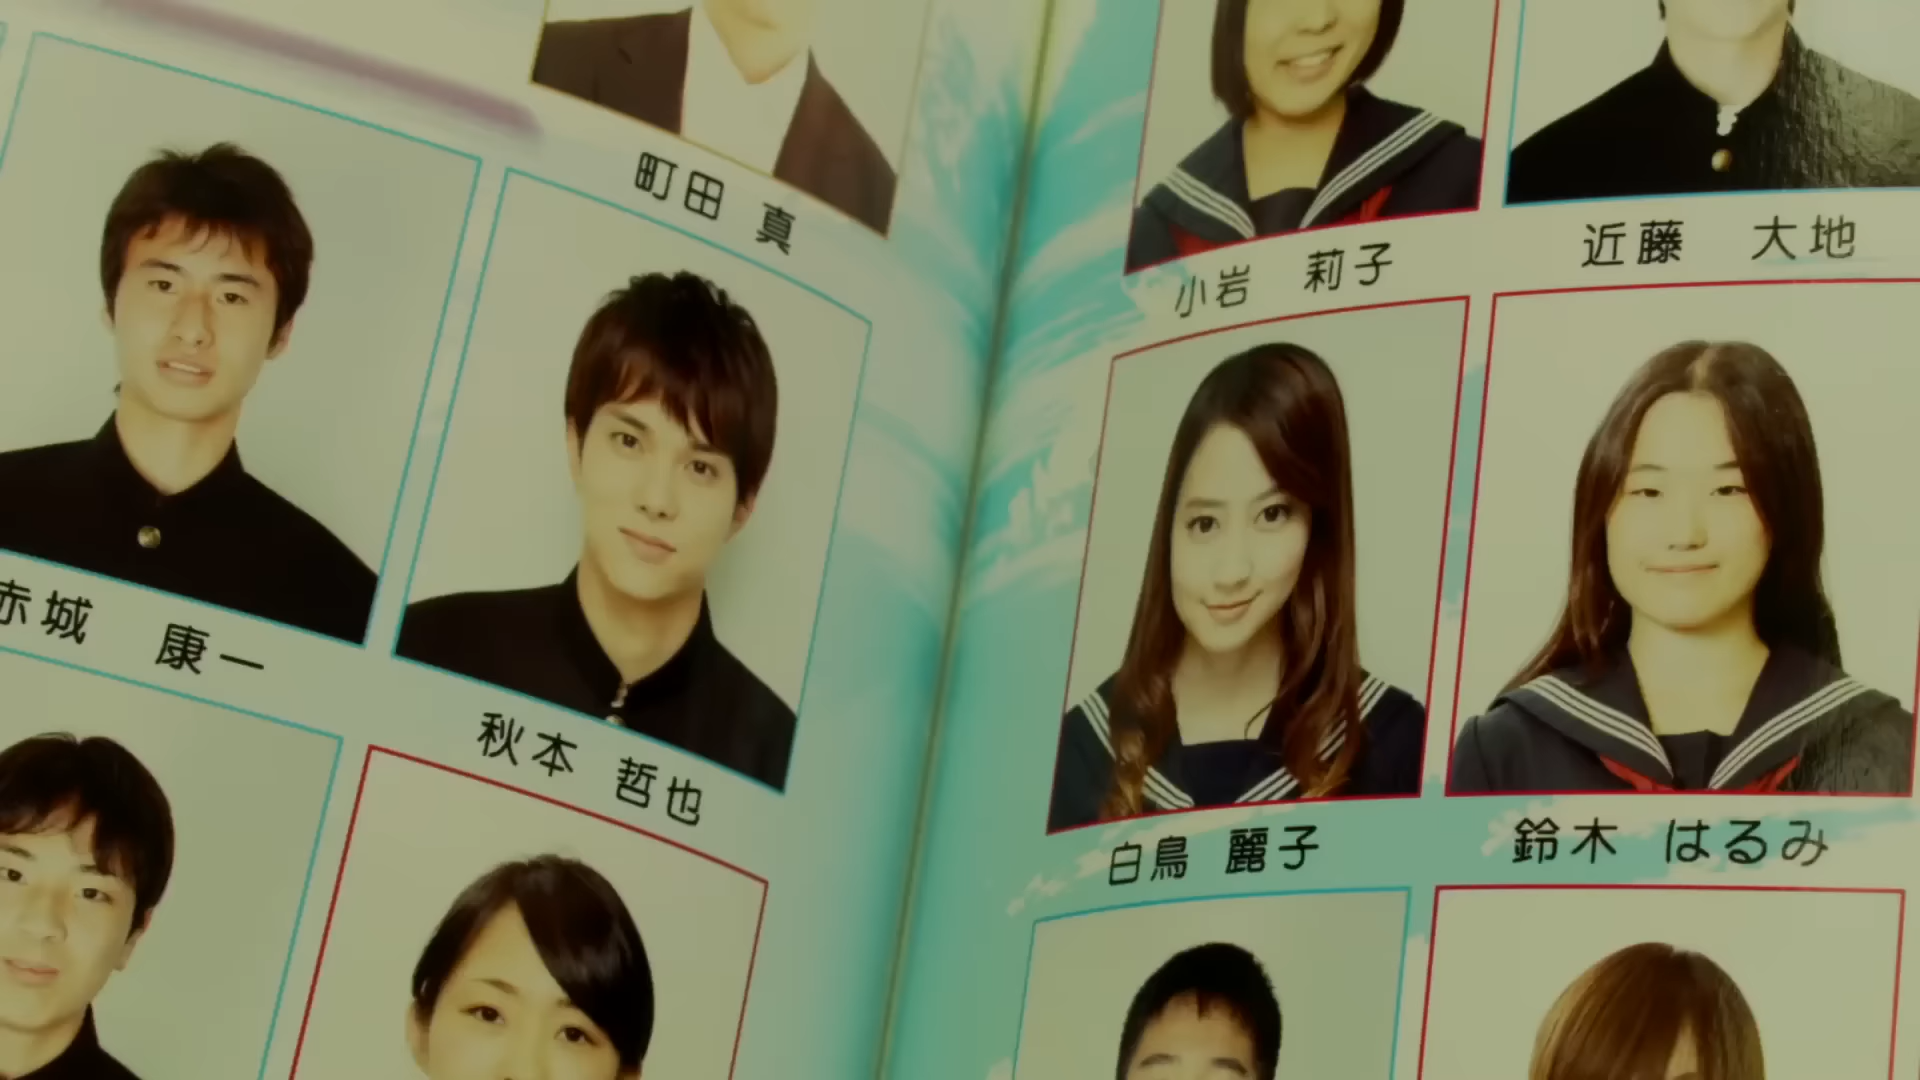 町田 真
赤城 康一
秋本 哲也
小岩 莉子
近藤 大地
白鳥 麗子
鈴木 はるみ